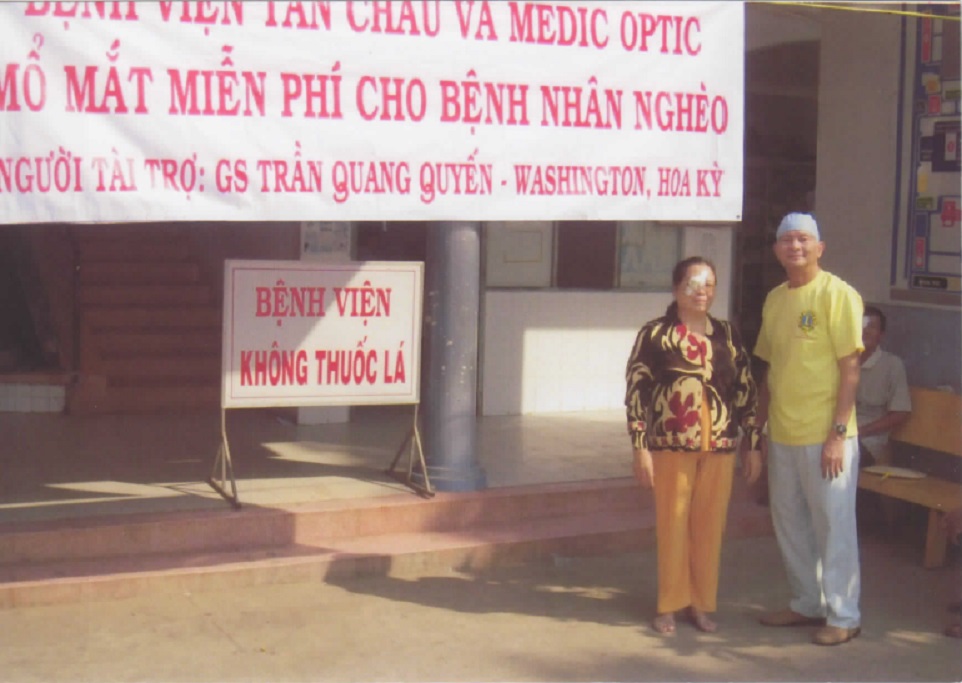 BỆNH VIỆN TÂN CHÂU VÀ MEDIC OPTIC
MỔ MẮT MIỄN PHÍ CHO BỆNH NHÂN NGHÈO
NGƯỜI TÀI TRỢ: GS TRẦN QUANG QUYẾN - WASHINGTON, HOA KỲ
BỆNH VIỆN
KHÔNG THUỐC LÁ